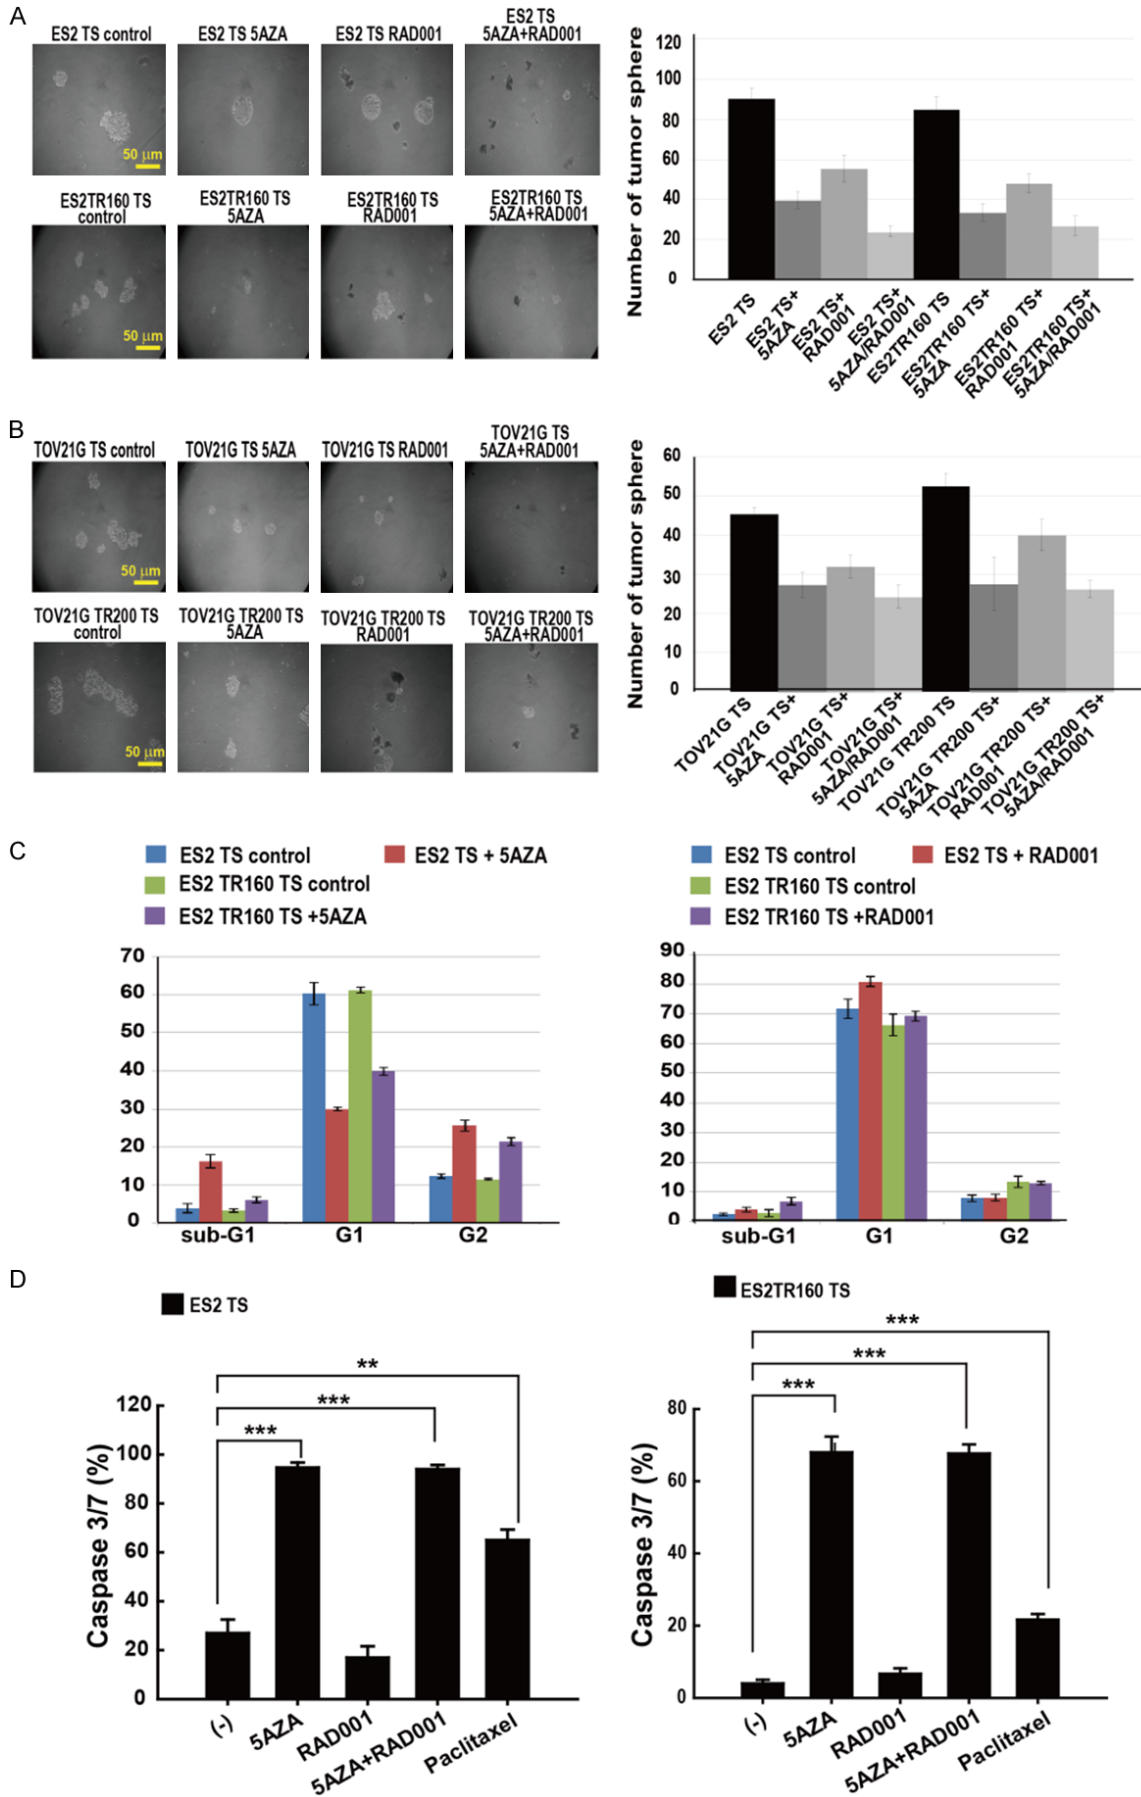 A
ES2 TS control
ES2 TS 5AZA
ES2 TS RAD001
ES2 TS
5AZA+RAD001
50 μm
ES2TR160 TS
control
ES2TR160 TS
5AZA
ES2TR160 TS
RAD001
ES2TR160 TS
5AZA+RAD001
50 μm
Number of tumor sphere
120
100
80
60
40
20
0
ES2 TS
ES2 TS+
5AZA
ES2 TS+
RAD001
ES2 TS+
5AZA/RAD001
ES2TR160 TS
ES2TR160 TS+
5AZA
ES2TR160 TS+
RAD001
ES2TR160 TS+
5AZA/RAD001
B
TOV21G TS control
TOV21G TS 5AZA
TOV21G TS RAD001
TOV21G TS
5AZA+RAD001
50 μm
TOV21G TR200 TS
control
TOV21G TR200 TS
5AZA
TOV21G TR200 TS
RAD001
TOV21G TR200 TS
5AZA+RAD001
50 μm
Number of tumor sphere
60
50
40
30
20
10
0
TOV21G TS
TOV21G TS+
5AZA
TOV21G TS+
RAD001
TOV21G TS+
5AZA/RAD001
TOV21G TR200 TS
TOV21G TR200 TS+
5AZA
TOV21G TR200 TS+
RAD001
TOV21G TR200 TS+
5AZA/RAD001
C
ES2 TS control
ES2 TS + 5AZA
ES2 TR160 TS control
ES2 TR160 TS +5AZA
70
60
50
40
30
20
10
0
sub-G1
G1
G2
ES2 TS control
ES2 TS + RAD001
ES2 TR160 TS control
ES2 TR160 TS +RAD001
90
80
70
60
50
40
30
20
10
0
sub-G1
G1
G2
D
ES2 TS
**
***
***
Caspase 3/7 (%)
120
100
80
60
40
20
0
(-)
5AZA
RAD001
5AZA+RAD001
Paclitaxel
ES2TR160 TS
***
***
***
Caspase 3/7 (%)
80
60
40
20
0
(-)
5AZA
RAD001
5AZA+RAD001
Paclitaxel